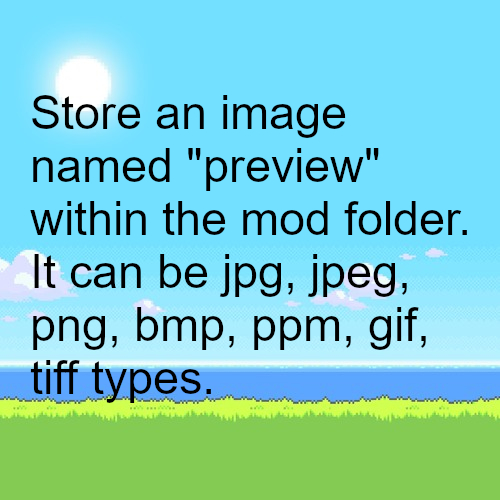 Store an image
named "preview"
within the mod folder.
It can be jpg, jpeg,
png, bmp, ppm, gif,
tiff types.